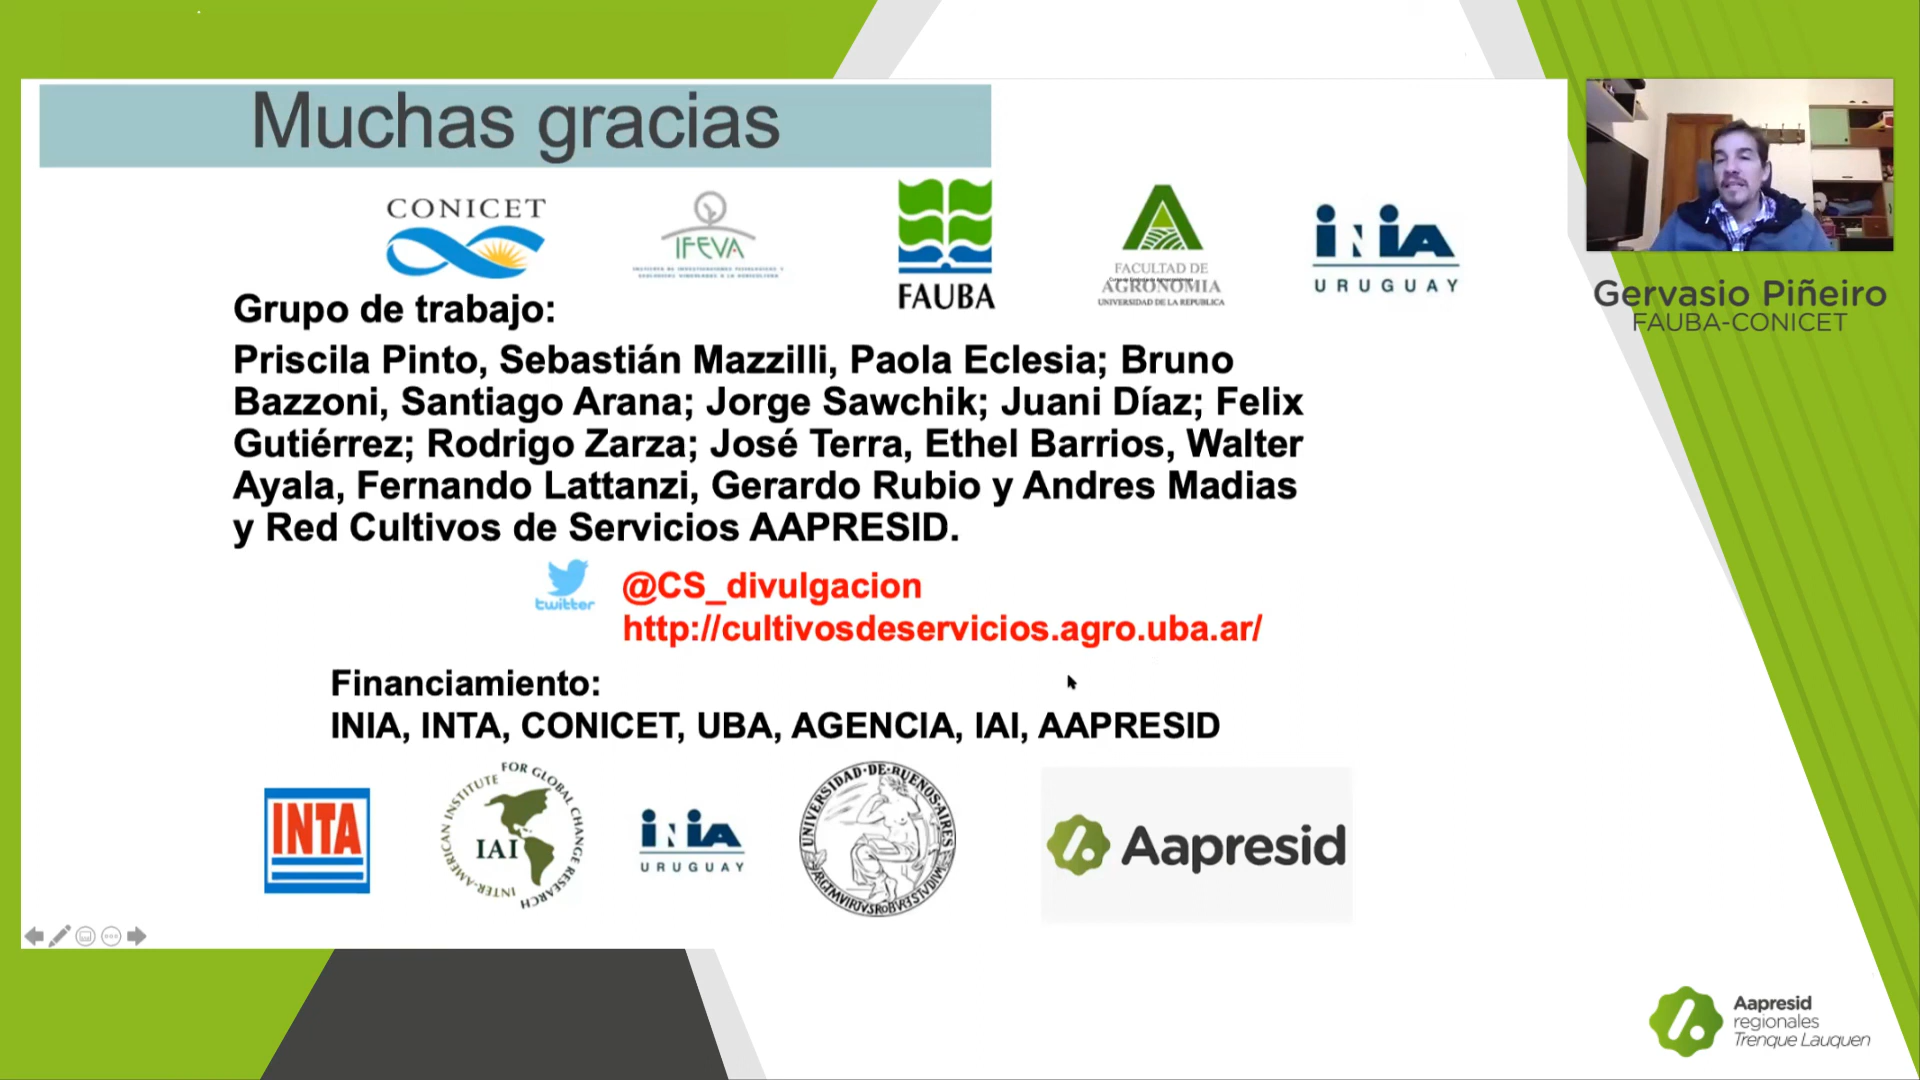 Muchas gracias
CONICET
IFEVA
FAUBA
FACULTAD DE
AGRONOMIA
UNIVERSIDAD DE LA REPUBLICA
INIA
URUGUAY
Gervasio Piñeiro
FAUBA-CONICET
Grupo de trabajo:
Priscila Pinto, Sebastián Mazzilli, Paola Eclesia; Bruno
Bazzoni, Santiago Arana; Jorge Sawchik; Juani Díaz; Felix
Gutiérrez; Rodrigo Zarza; José Terra, Ethel Barrios, Walter
Ayala, Fernando Lattanzi, Gerardo Rubio y Andres Madias
y Red Cultivos de Servicios AAPRESID.
twitter
@CS_divulgacion
http://cultivosdeservicios.agro.uba.ar/
Financiamiento:
INIA, INTA, CONICET, UBA, AGENCIA, IAI, AAPRESID
INTA
INTER-AMERICAN INSTITUTE FOR GLOBAL CHANGE RESEARCH
IAI
INIA
URUGUAY
UNIVERSIDAD·DE·BUENOS·AIRES
Aapresid
Aapresid
regionales
Trenque Lauquen